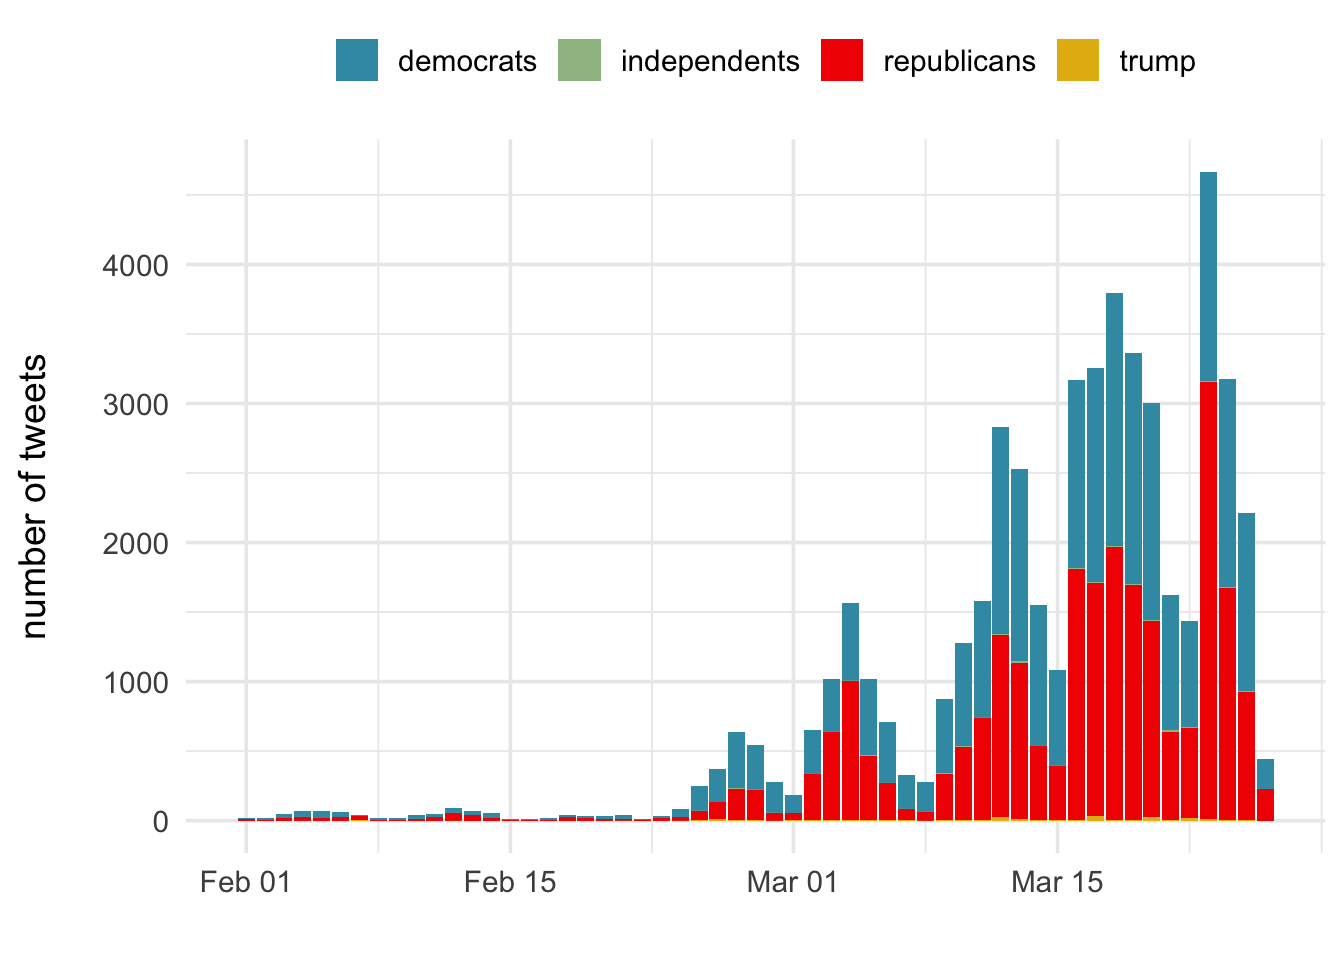 democrats independents republicans trump
number of tweets
4000
3000
2000
1000
0
Feb 01 Feb 15 Mar 01 Mar 15